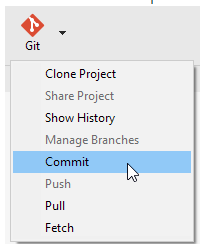 Git
Clone Project
Share Project
Show History
Manage Branches
Commit
Push
Pull
Fetch